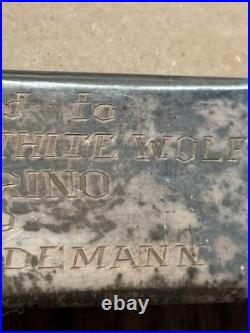 d to
WHITE WOLF
RINO
DEMANN